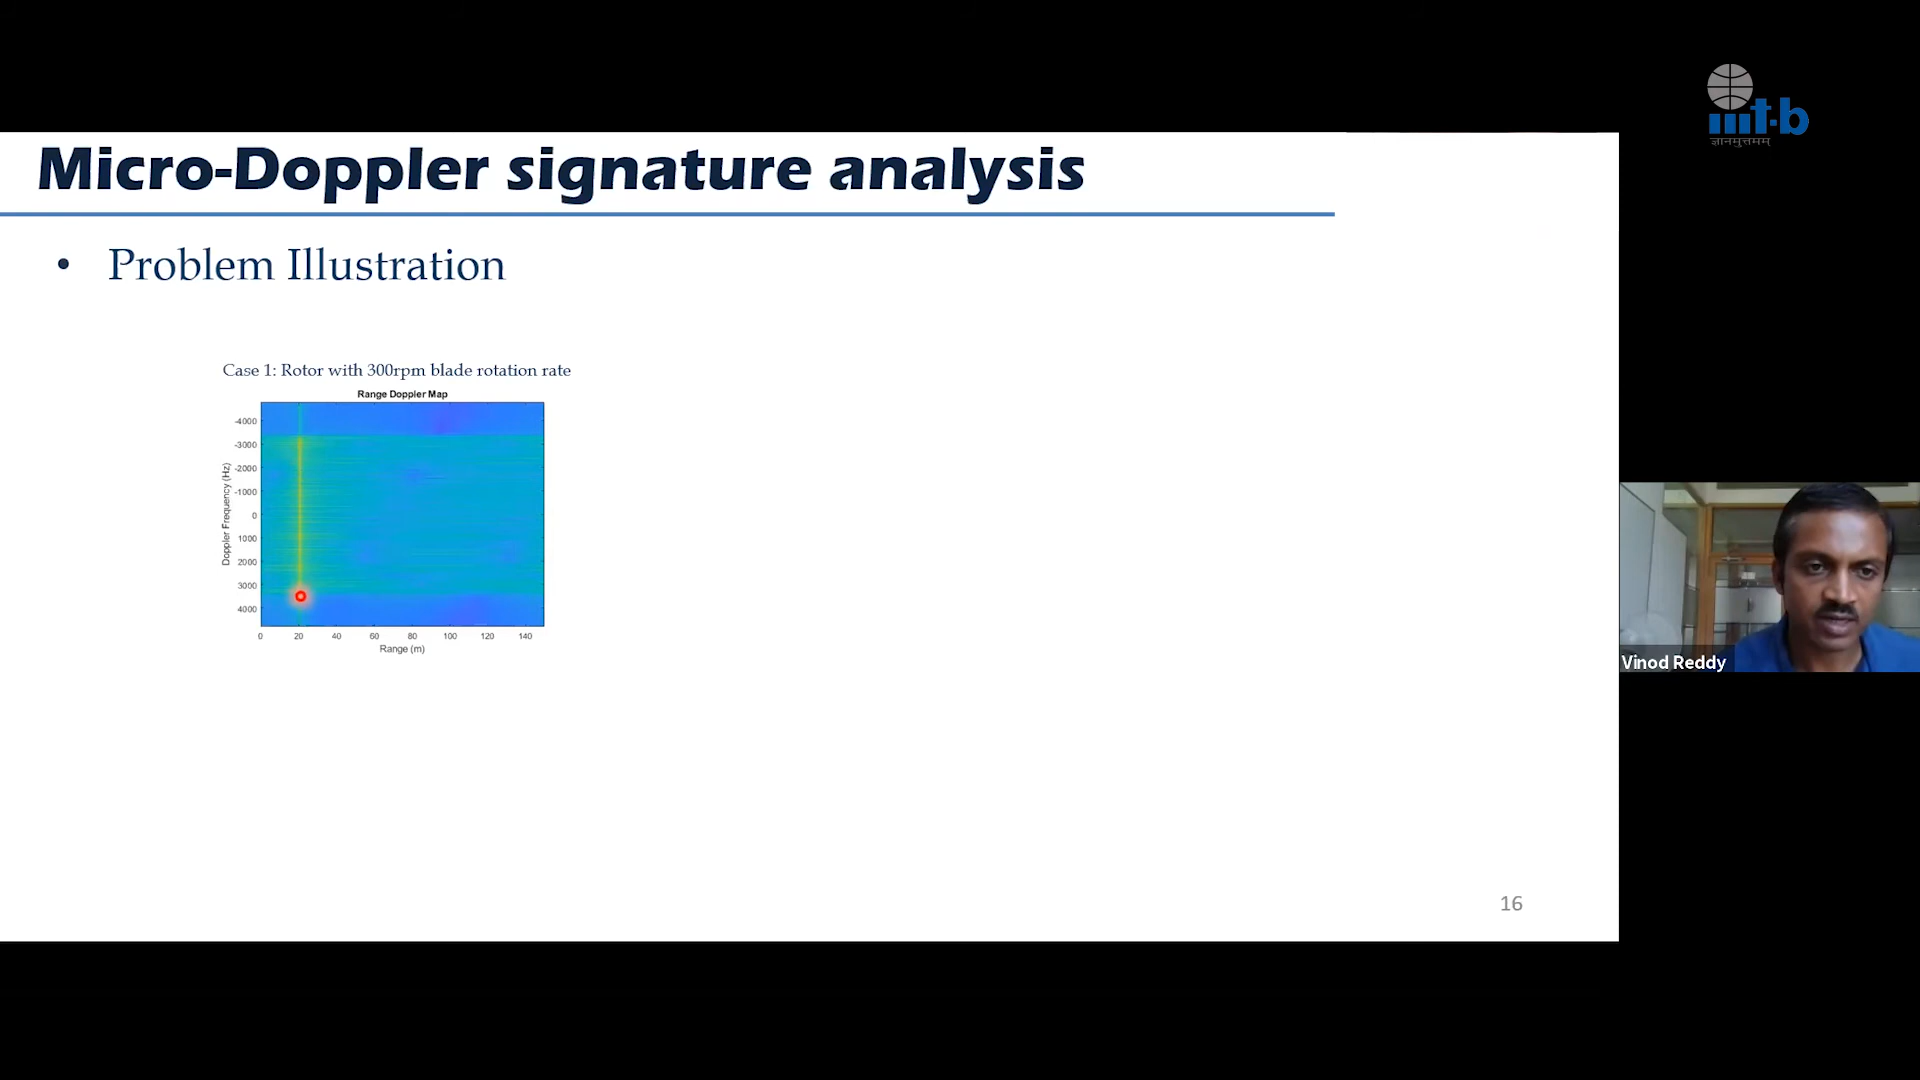 iiit-b
ज्ञानमुत्तमम्
Micro-Doppler signature analysis
• Problem Illustration
Case 1: Rotor with 300rpm blade rotation rate
Range Doppler Map
Doppler Frequency (Hz)
-4000
-3000
-2000
-1000
0
1000
2000
3000
4000
0 20 40 60 80 100 120 140
Range (m)
Vinod Reddy
16